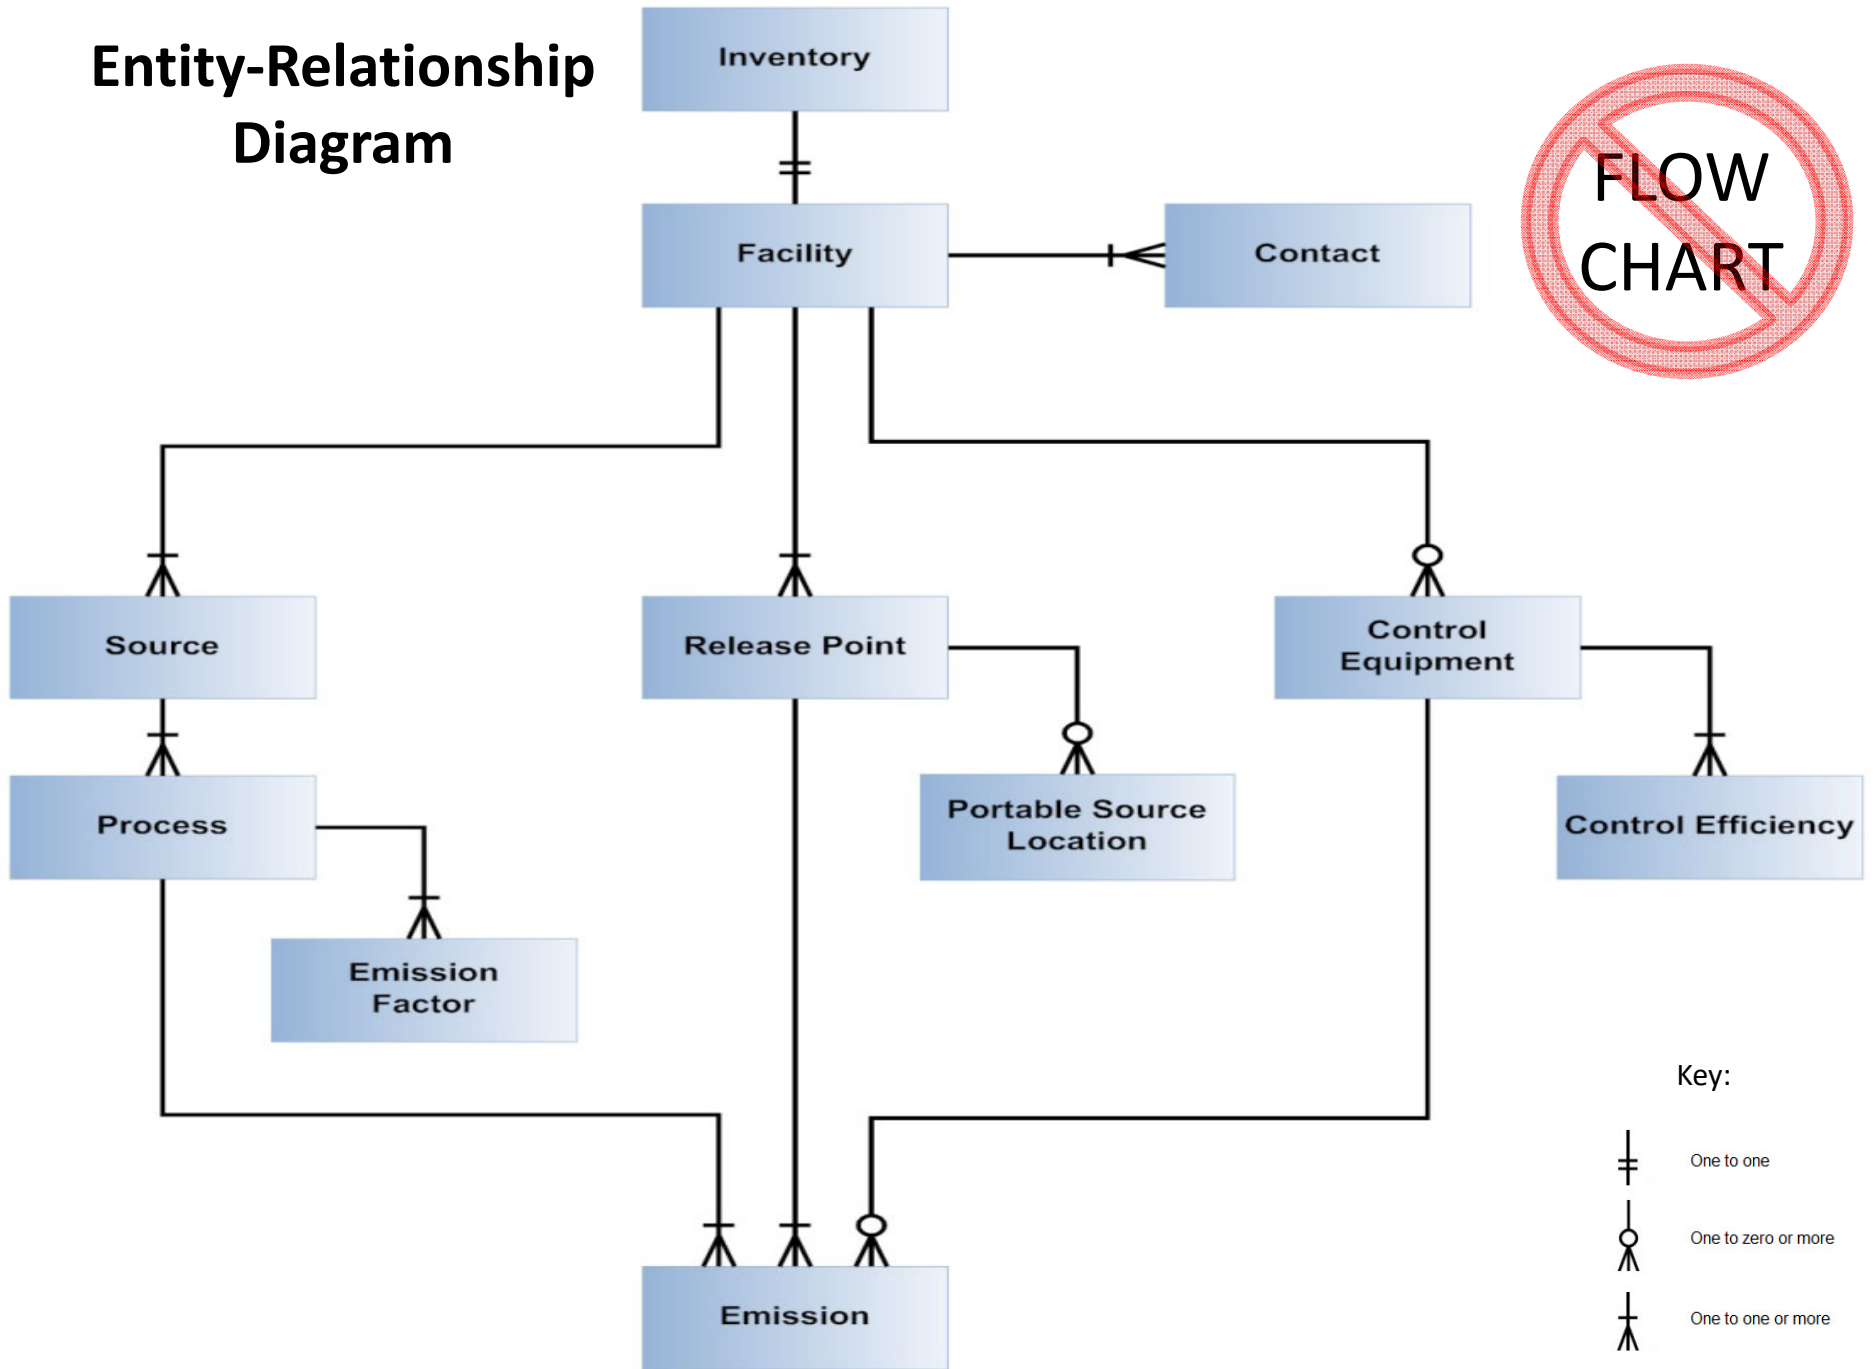 Entity-Relationship
Diagram
Inventory
FLOW
CHART
Facility
Contact
Source
Release Point
Control
Equipment
Process
Portable Source
Location
Control Efficiency
Emission
Factor
Key:
One to one
One to zero or more
One to one or more
Emission